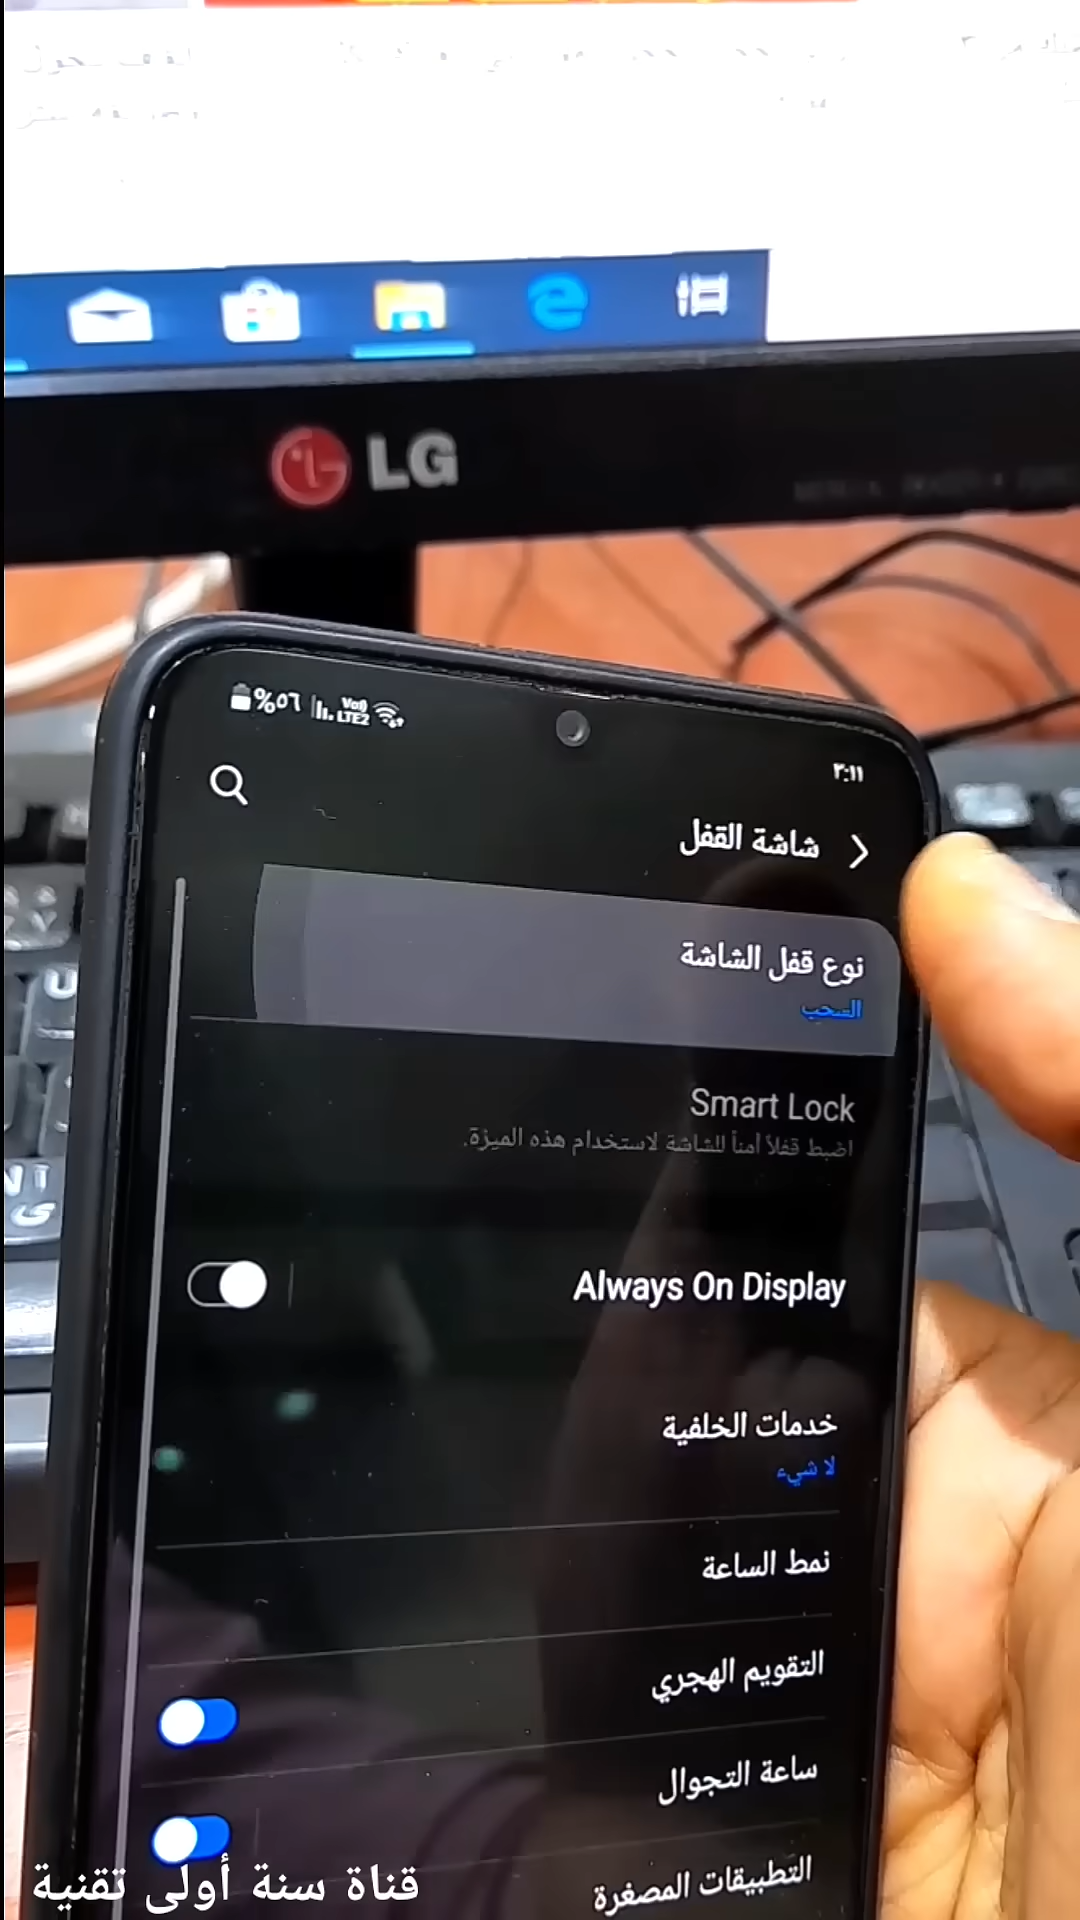 LG
%٥٦ Vo) LTE2
٣:١١
شاشة القفل
نوع قفل الشاشة
السحب
Smart Lock
اضبط قفلاً آمناً للشاشة لاستخدام هذه الميزة.
Always On Display
خدمات الخلفية
لا شيء
نمط الساعة
التقويم الهجري
ساعة التجوال
التطبيقات المصغرة
قناة سنة أولى تقنية